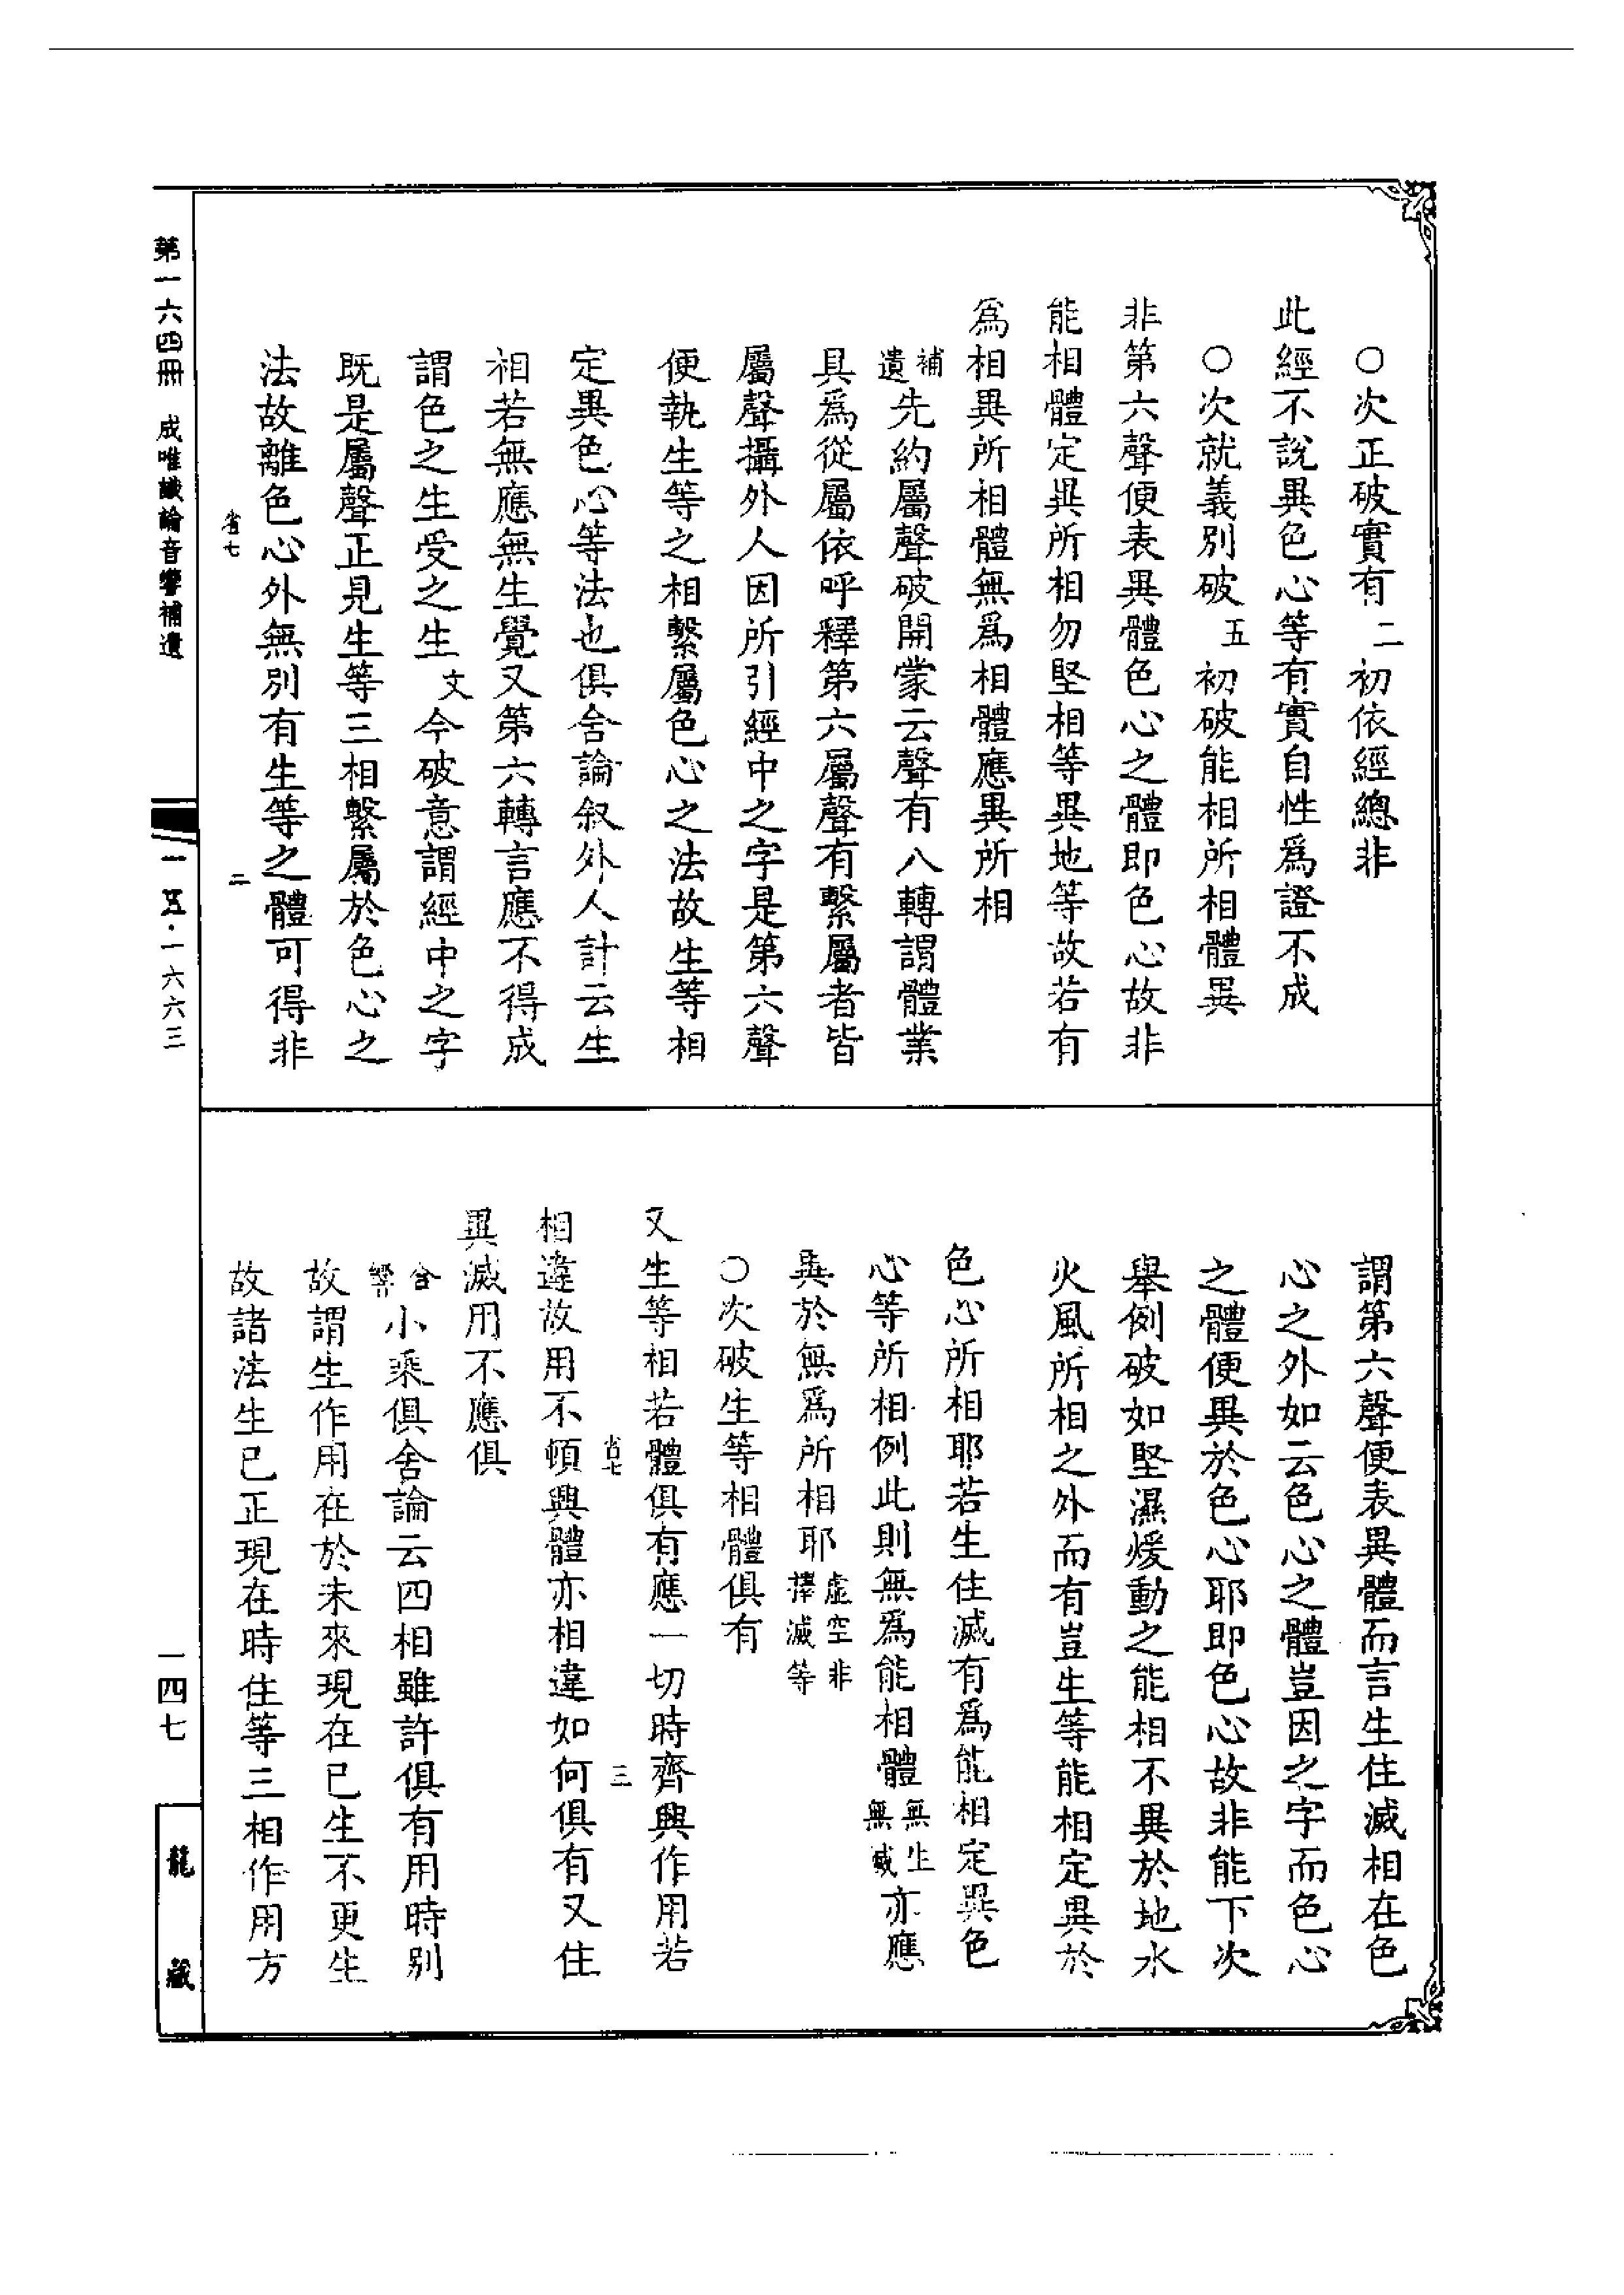 ○次正破實有二初依經總非
此經不說異色心等有實自性爲證不成
○次就義別破五初破能相所相體異
非第六聲便表異體色心之體即色心故非
能相體定異所相勿堅相等異地等故若有
爲相異所相體無爲相體應異所相
補遺先約屬聲破開蒙云聲有八轉謂體業
具爲從屬依呼釋第六屬聲有繫屬者皆
屬聲攝外人因所引經中之字是第六聲
便執生等之相繫屬色心之法故生等相
定異色心等法也俱舍論叙外人計云生
相若無應無生覺又第六轉言應不得成
謂色之生受之生文今破意謂經中之字
既是屬聲正見生等三相繫屬於色心之
法故離色心外無別有生等之體可得非
省七 二
謂第六聲便表異體而言生住滅相在色
心之外如云色心之體豈因之字而色心
之體便異於色心耶即色心故非能下次
舉例破如堅濕煖動之能相不異於地水
火風所相之外而有豈生等能相定異於
色心所相耶若生住滅有爲能相定異色
心等所相例此則無爲能相體無生無滅亦應
異於無爲所相耶虛空非擇滅等
○次破生等相體俱有
又生等相若體俱有應一切時齊興作用若
省七 三
相違故用不頓興體亦相違如何俱有又住
異滅用不應俱
合響小乘俱舍論云四相雖許俱有用時別
故謂生作用在於未來現在已生不更生
故諸法生已正現在時住等三相作用方
第一六四冊 成唯識論音響補遺
一五·一六六三
一四七
龍藏